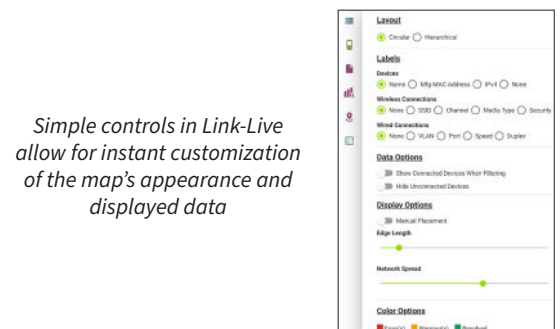 Simple controls in Link-Live
allow for instant customization
of the map's appearance and
displayed data
Layout
Circular Hierarchical
Labels
Devices
Name Mfg-MAC Address IPv4 None
Wireless Connections
None SSID Channel Media Type Security
Wired Connections
None VLAN Port Speed Duplex
Data Options
Show Connected Devices When Filtering
Hide Unconnected Devices
Display Options
Manual Placement
Edge Length
Network Spread
Color Options
Error(s) Warning(s) Resolved